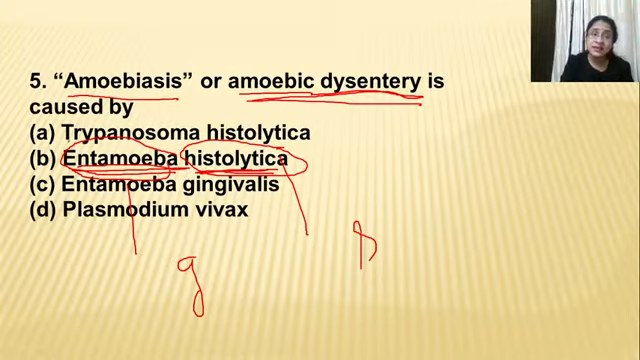 5. “Amoebiasis” or amoebic dysentery is
caused by
(a) Trypanosoma histolytica
(b) Entamoeba histolytica
(c) Entamoeba gingivalis
(d) Plasmodium vivax
g